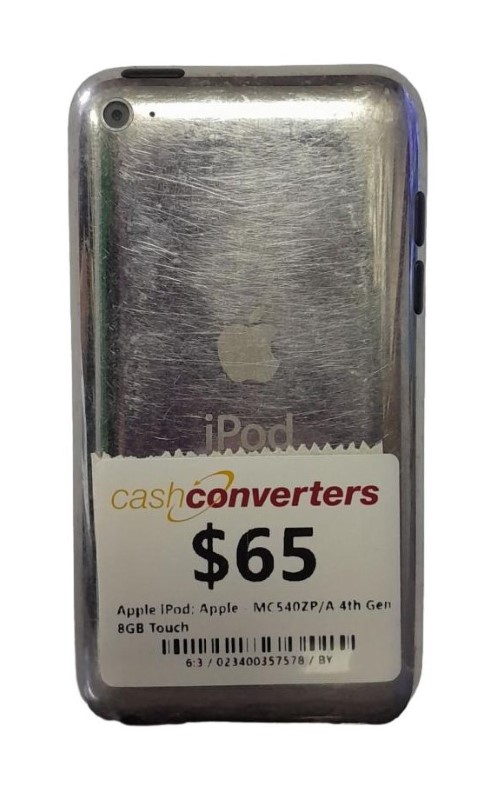 iPod
cashconverters
$65
Apple iPod: Apple - MC540ZP/A 4th Gen
8GB Touch
6:3 / 023400357578 / BY